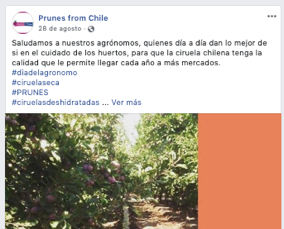 Prunes from Chile
28 de agosto ·
Saludamos a nuestros agrónomos, quienes día a día dan lo mejor de
si en el cuidado de los huertos, para que la ciruela chilena tenga la
calidad que le permite llegar cada año a más mercados.
#diadelagronomo
#ciruelaseca
#PRUNES
#ciruelasdeshidratadas ... Ver más